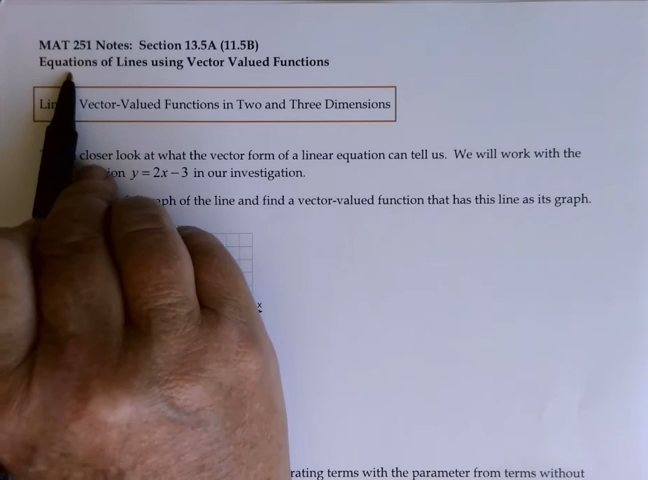 MAT 251 Notes: Section 13.5A (11.5B)
Equations of Lines using Vector Valued Functions
Vector-Valued Functions in Two and Three Dimensions
closer look at what the vector form of a linear equation can tell us. We will work with the
y = 2x – 3 in our investigation.
of the line and find a vector-valued function that has this line as its graph.
x
rating terms with the parameter from terms without